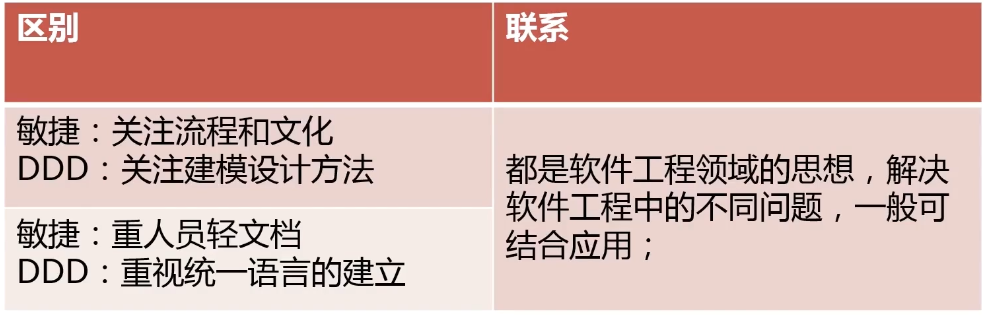 区别
联系
敏捷：关注流程和文化
DDD：关注建模设计方法
敏捷：重人员轻文档
DDD：重视统一语言的建立
都是软件工程领域的思想，解决
软件工程中的不同问题，一般可
结合应用；